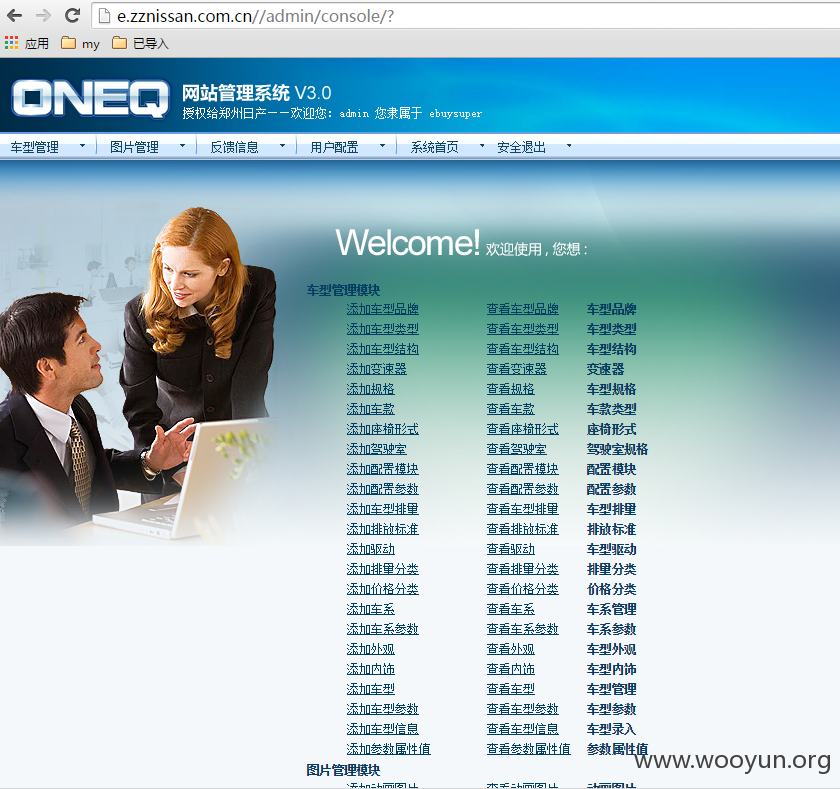 e.zznissan.com.cn//admin/console/?
应用 my 已导入
ONEQ 网站管理系统 V3.0
授权给郑州日产——欢迎您: admin 您隶属于 ebuysuper
车型管理 图片管理 反馈信息 用户配置 系统首页 安全退出
Welcome! 欢迎使用 , 您想 :
车型管理模块
添加车型品牌 查看车型品牌 车型品牌
添加车型类型 查看车型类型 车型类型
添加车型结构 查看车型结构 车型结构
添加变速器 查看变速器 变速器
添加规格 查看规格 车型规格
添加车款 查看车款 车款类型
添加座椅形式 查看座椅形式 座椅形式
添加驾驶室 查看驾驶室 驾驶室规格
添加配置模块 查看配置模块 配置模块
添加配置参数 查看配置参数 配置参数
添加车型排量 查看车型排量 车型排量
添加排放标准 查看排放标准 排放标准
添加驱动 查看驱动 车型驱动
添加排量分类 查看排量分类 排量分类
添加价格分类 查看价格分类 价格分类
添加车系 查看车系 车系管理
添加车系参数 查看车系参数 车系参数
添加外观 查看外观 车型外观
添加内饰 查看内饰 车型内饰
添加车型 查看车型 车型管理
添加车型参数 查看车型参数 车型参数
添加车型信息 查看车型信息 车型录入
添加参数属性值 查看参数属性值 参数属性值
www.wooyun.org
图片管理模块
添加动画图片 查看动画图片 动画图片